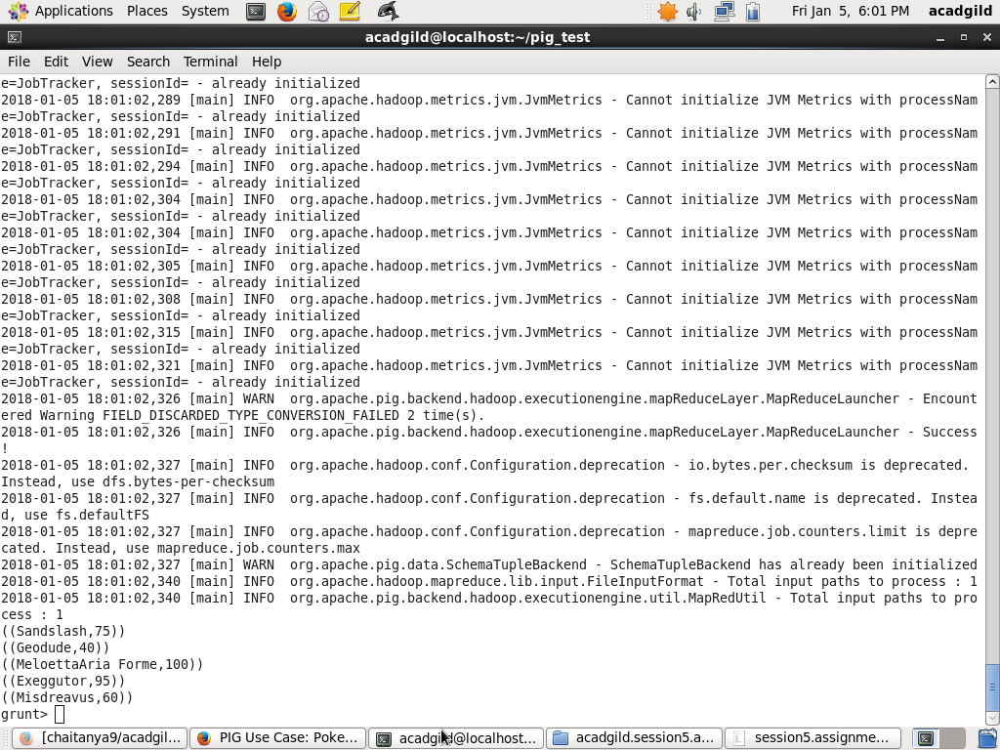 Applications Places System Fri Jan 5, 6:01 PM acadgild
acadgild@localhost:~/pig_test
File Edit View Search Terminal Help
e=JobTracker, sessionId= - already initialized
2018-01-05 18:01:02,289 [main] INFO  org.apache.hadoop.metrics.jvm.JvmMetrics - Cannot initialize JVM Metrics with processNam
e=JobTracker, sessionId= - already initialized
2018-01-05 18:01:02,291 [main] INFO  org.apache.hadoop.metrics.jvm.JvmMetrics - Cannot initialize JVM Metrics with processNam
e=JobTracker, sessionId= - already initialized
2018-01-05 18:01:02,294 [main] INFO  org.apache.hadoop.metrics.jvm.JvmMetrics - Cannot initialize JVM Metrics with processNam
e=JobTracker, sessionId= - already initialized
2018-01-05 18:01:02,304 [main] INFO  org.apache.hadoop.metrics.jvm.JvmMetrics - Cannot initialize JVM Metrics with processNam
e=JobTracker, sessionId= - already initialized
2018-01-05 18:01:02,304 [main] INFO  org.apache.hadoop.metrics.jvm.JvmMetrics - Cannot initialize JVM Metrics with processNam
e=JobTracker, sessionId= - already initialized
2018-01-05 18:01:02,305 [main] INFO  org.apache.hadoop.metrics.jvm.JvmMetrics - Cannot initialize JVM Metrics with processNam
e=JobTracker, sessionId= - already initialized
2018-01-05 18:01:02,308 [main] INFO  org.apache.hadoop.metrics.jvm.JvmMetrics - Cannot initialize JVM Metrics with processNam
e=JobTracker, sessionId= - already initialized
2018-01-05 18:01:02,315 [main] INFO  org.apache.hadoop.metrics.jvm.JvmMetrics - Cannot initialize JVM Metrics with processNam
e=JobTracker, sessionId= - already initialized
2018-01-05 18:01:02,321 [main] INFO  org.apache.hadoop.metrics.jvm.JvmMetrics - Cannot initialize JVM Metrics with processNam
e=JobTracker, sessionId= - already initialized
2018-01-05 18:01:02,326 [main] WARN  org.apache.pig.backend.hadoop.executionengine.mapReduceLayer.MapReduceLauncher - Encount
ered Warning FIELD_DISCARDED_TYPE_CONVERSION_FAILED 2 time(s).
2018-01-05 18:01:02,326 [main] INFO  org.apache.pig.backend.hadoop.executionengine.mapReduceLayer.MapReduceLauncher - Success
!
2018-01-05 18:01:02,327 [main] INFO  org.apache.hadoop.conf.Configuration.deprecation - io.bytes.per.checksum is deprecated.
Instead, use dfs.bytes-per-checksum
2018-01-05 18:01:02,327 [main] INFO  org.apache.hadoop.conf.Configuration.deprecation - fs.default.name is deprecated. Instea
d, use fs.defaultFS
2018-01-05 18:01:02,327 [main] INFO  org.apache.hadoop.conf.Configuration.deprecation - mapreduce.job.counters.limit is depre
cated. Instead, use mapreduce.job.counters.max
2018-01-05 18:01:02,327 [main] WARN  org.apache.pig.data.SchemaTupleBackend - SchemaTupleBackend has already been initialized
2018-01-05 18:01:02,340 [main] INFO  org.apache.hadoop.mapreduce.lib.input.FileInputFormat - Total input paths to process : 1
2018-01-05 18:01:02,340 [main] INFO  org.apache.pig.backend.hadoop.executionengine.util.MapRedUtil - Total input paths to pro
cess : 1
((Sandslash,75))
((Geodude,40))
((MeloettaAria Forme,100))
((Exeggutor,95))
((Misdreavus,60))
grunt>
[chaitanya9/acadgil... PIG Use Case: Poke... acadgild@localhost... acadgild.session5.a... session5.assignme...